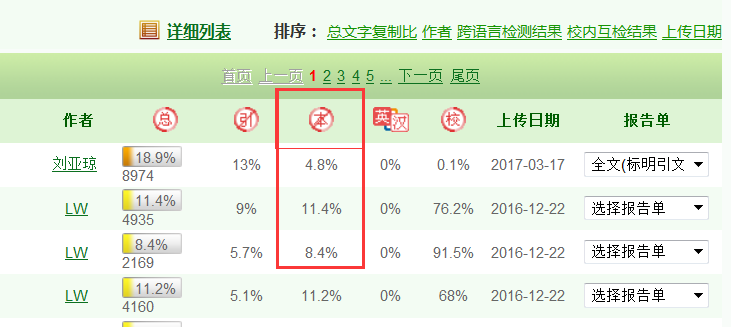 详细列表 排序： 总文字复制比 作者 跨语言检测结果 校内互检结果 上传日期
首页 上一页 1 2 3 4 5 ... 下一页 尾页
作者 总 引 本 英汉 校 上传日期 报告单
刘亚琼 18.9% 13% 4.8% 0% 0.1% 2017-03-17 全文(标明引文
8974
LW 11.4% 9% 11.4% 0% 76.2% 2016-12-22 选择报告单
4935
LW 8.4% 5.7% 8.4% 0% 91.5% 2016-12-22 选择报告单
2169
LW 11.2% 5.1% 11.2% 0% 68% 2016-12-22 选择报告单
4160